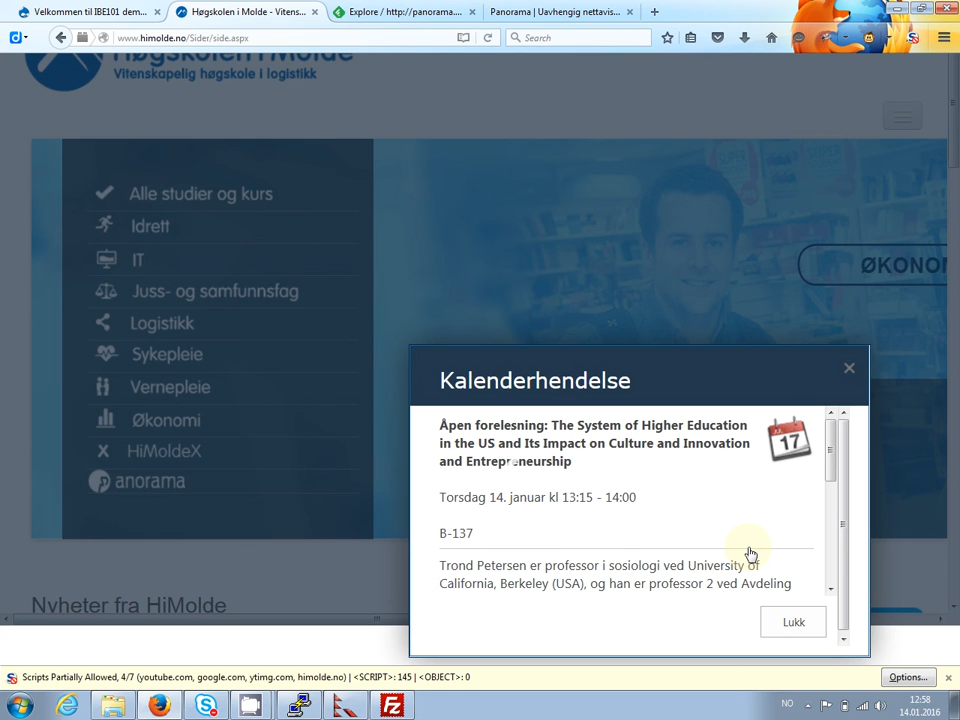 Velkommen til IBE101 dem...
Høgskolen i Molde - Vitens...
Explore / http://panorama....
Panorama | Uavhengig nettavis...
www.himolde.no/Sider/side.aspx
Search
Høgskolen i Molde
Vitenskapelig høgskole i logistikk
Alle studier og kurs
Idrett
IT
Juss- og samfunnsfag
Logistikk
Sykepleie
Vernepleie
Økonomi
HiMoldeX
panorama
ØKONO
Kalenderhendelse
Åpen forelesning: The System of Higher Education
in the US and Its Impact on Culture and Innovation
and Entrepreneurship
17
Torsdag 14. januar kl 13:15 - 14:00
B-137
Trond Petersen er professor i sosiologi ved University of
California, Berkeley (USA), og han er professor 2 ved Avdeling
Lukk
Nyheter fra HiMolde
Scripts Partially Allowed, 4/7 (youtube.com, google.com, ytimg.com, himolde.no) | <SCRIPT>: 145 | <OBJECT>: 0
Options...
NO
12:58
14.01.2016